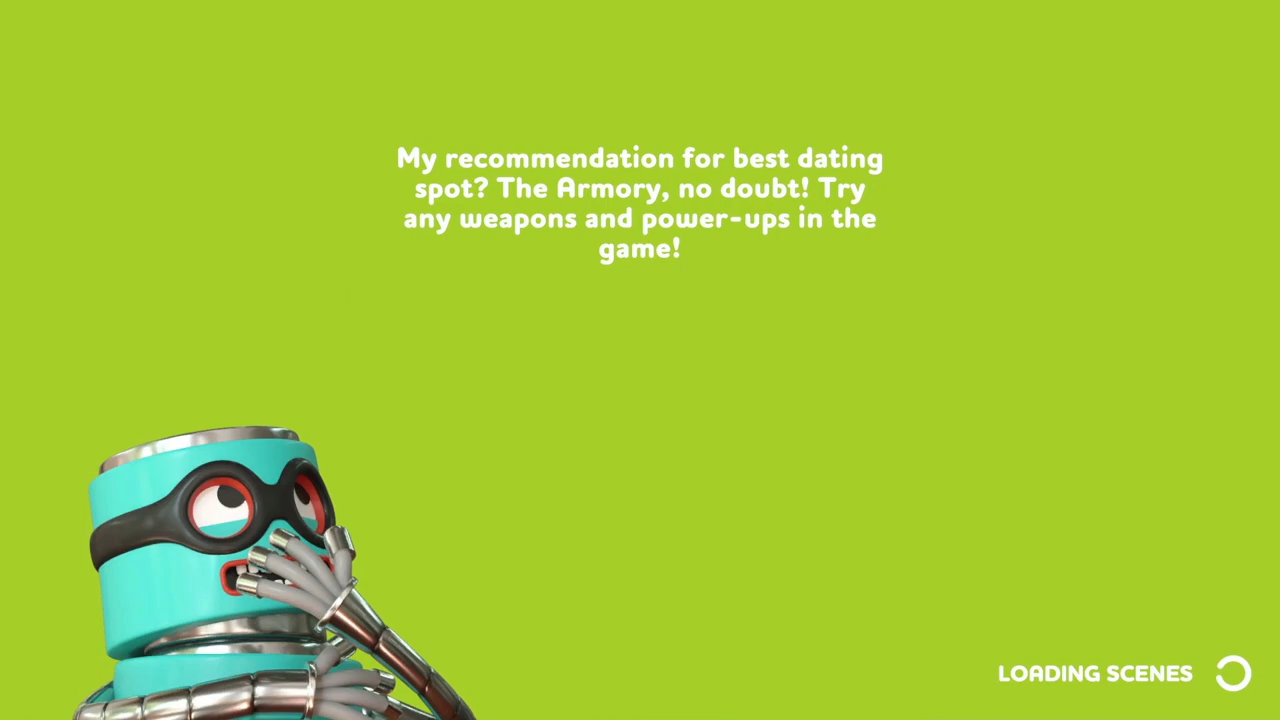 My recommendation for best dating
spot? The Armory, no doubt! Try
any weapons and power-ups in the
game!
LOADING SCENES